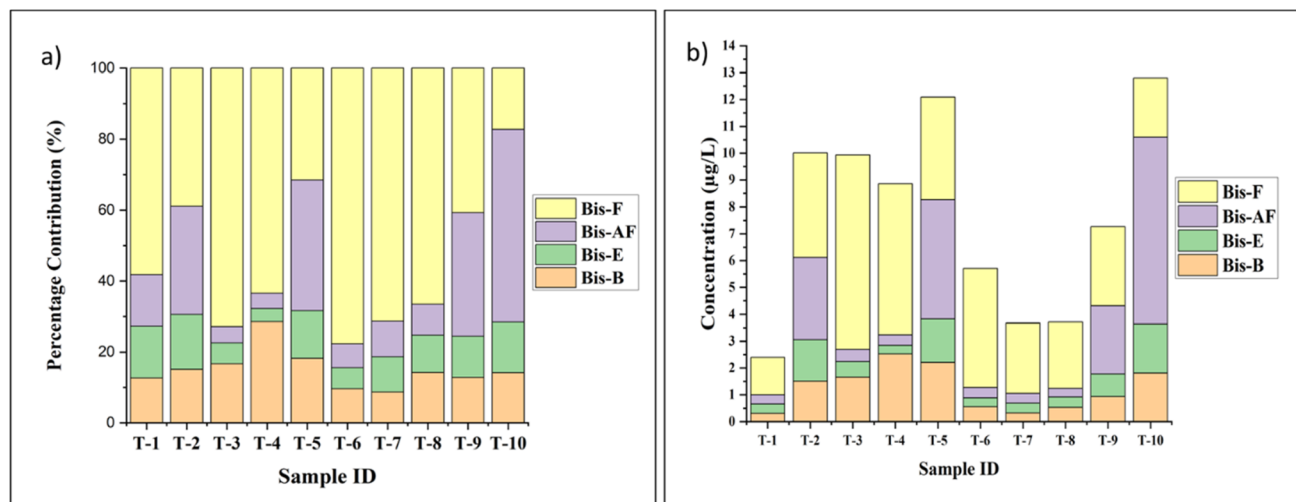 a)
Percentage Contribution (%)
100
80
60
40
20
0
T-1 T-2 T-3 T-4 T-5 T-6 T-7 T-8 T-9 T-10
Sample ID
Bis-F
Bis-AF
Bis-E
Bis-B
b)
Concentration (µg/L)
14
13
12
11
10
9
8
7
6
5
4
3
2
1
0
T-1 T-2 T-3 T-4 T-5 T-6 T-7 T-8 T-9 T-10
Sample ID
Bis-F
Bis-AF
Bis-E
Bis-B